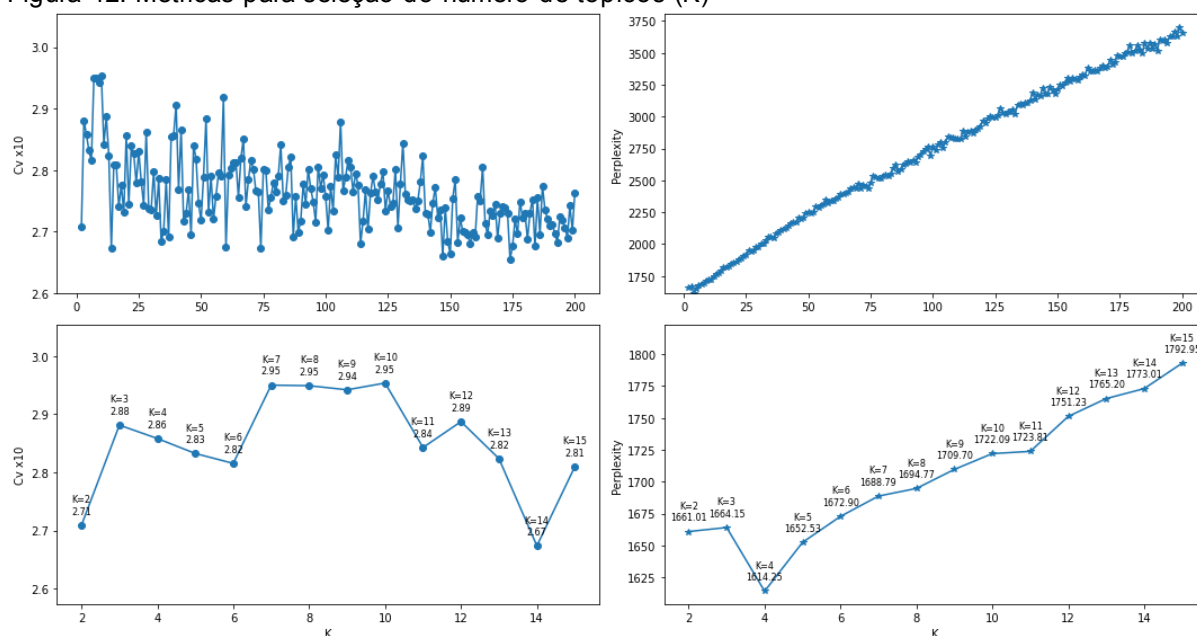 Figura 42: Métricas para seleção do número de tópicos (K)
3.0
2.9
2.8
2.7
2.6
Cv x10
0 25 50 75 100 125 150 175 200
3750
3500
3250
3000
2750
2500
2250
2000
1750
Perplexity
0 25 50 75 100 125 150 175 200
3.0
2.9
2.8
2.7
2.6
Cv x10
K=2
2.71
K=3
2.88
K=4
2.86
K=5
2.83
K=6
2.82
K=7
2.95
K=8
2.95
K=9
2.94
K=10
2.95
K=11
2.84
K=12
2.89
K=13
2.82
K=14
2.67
K=15
2.81
2 4 6 8 10 12 14
K
1800
1775
1750
1725
1700
1675
1650
1625
Perplexity
K=2
1661.01
K=3
1664.15
K=4
1614.25
K=5
1652.53
K=6
1672.90
K=7
1688.79
K=8
1694.77
K=9
1709.70
K=10
1722.09
K=11
1723.81
K=12
1751.23
K=13
1765.20
K=14
1773.01
K=15
1792.95
2 4 6 8 10 12 14
K